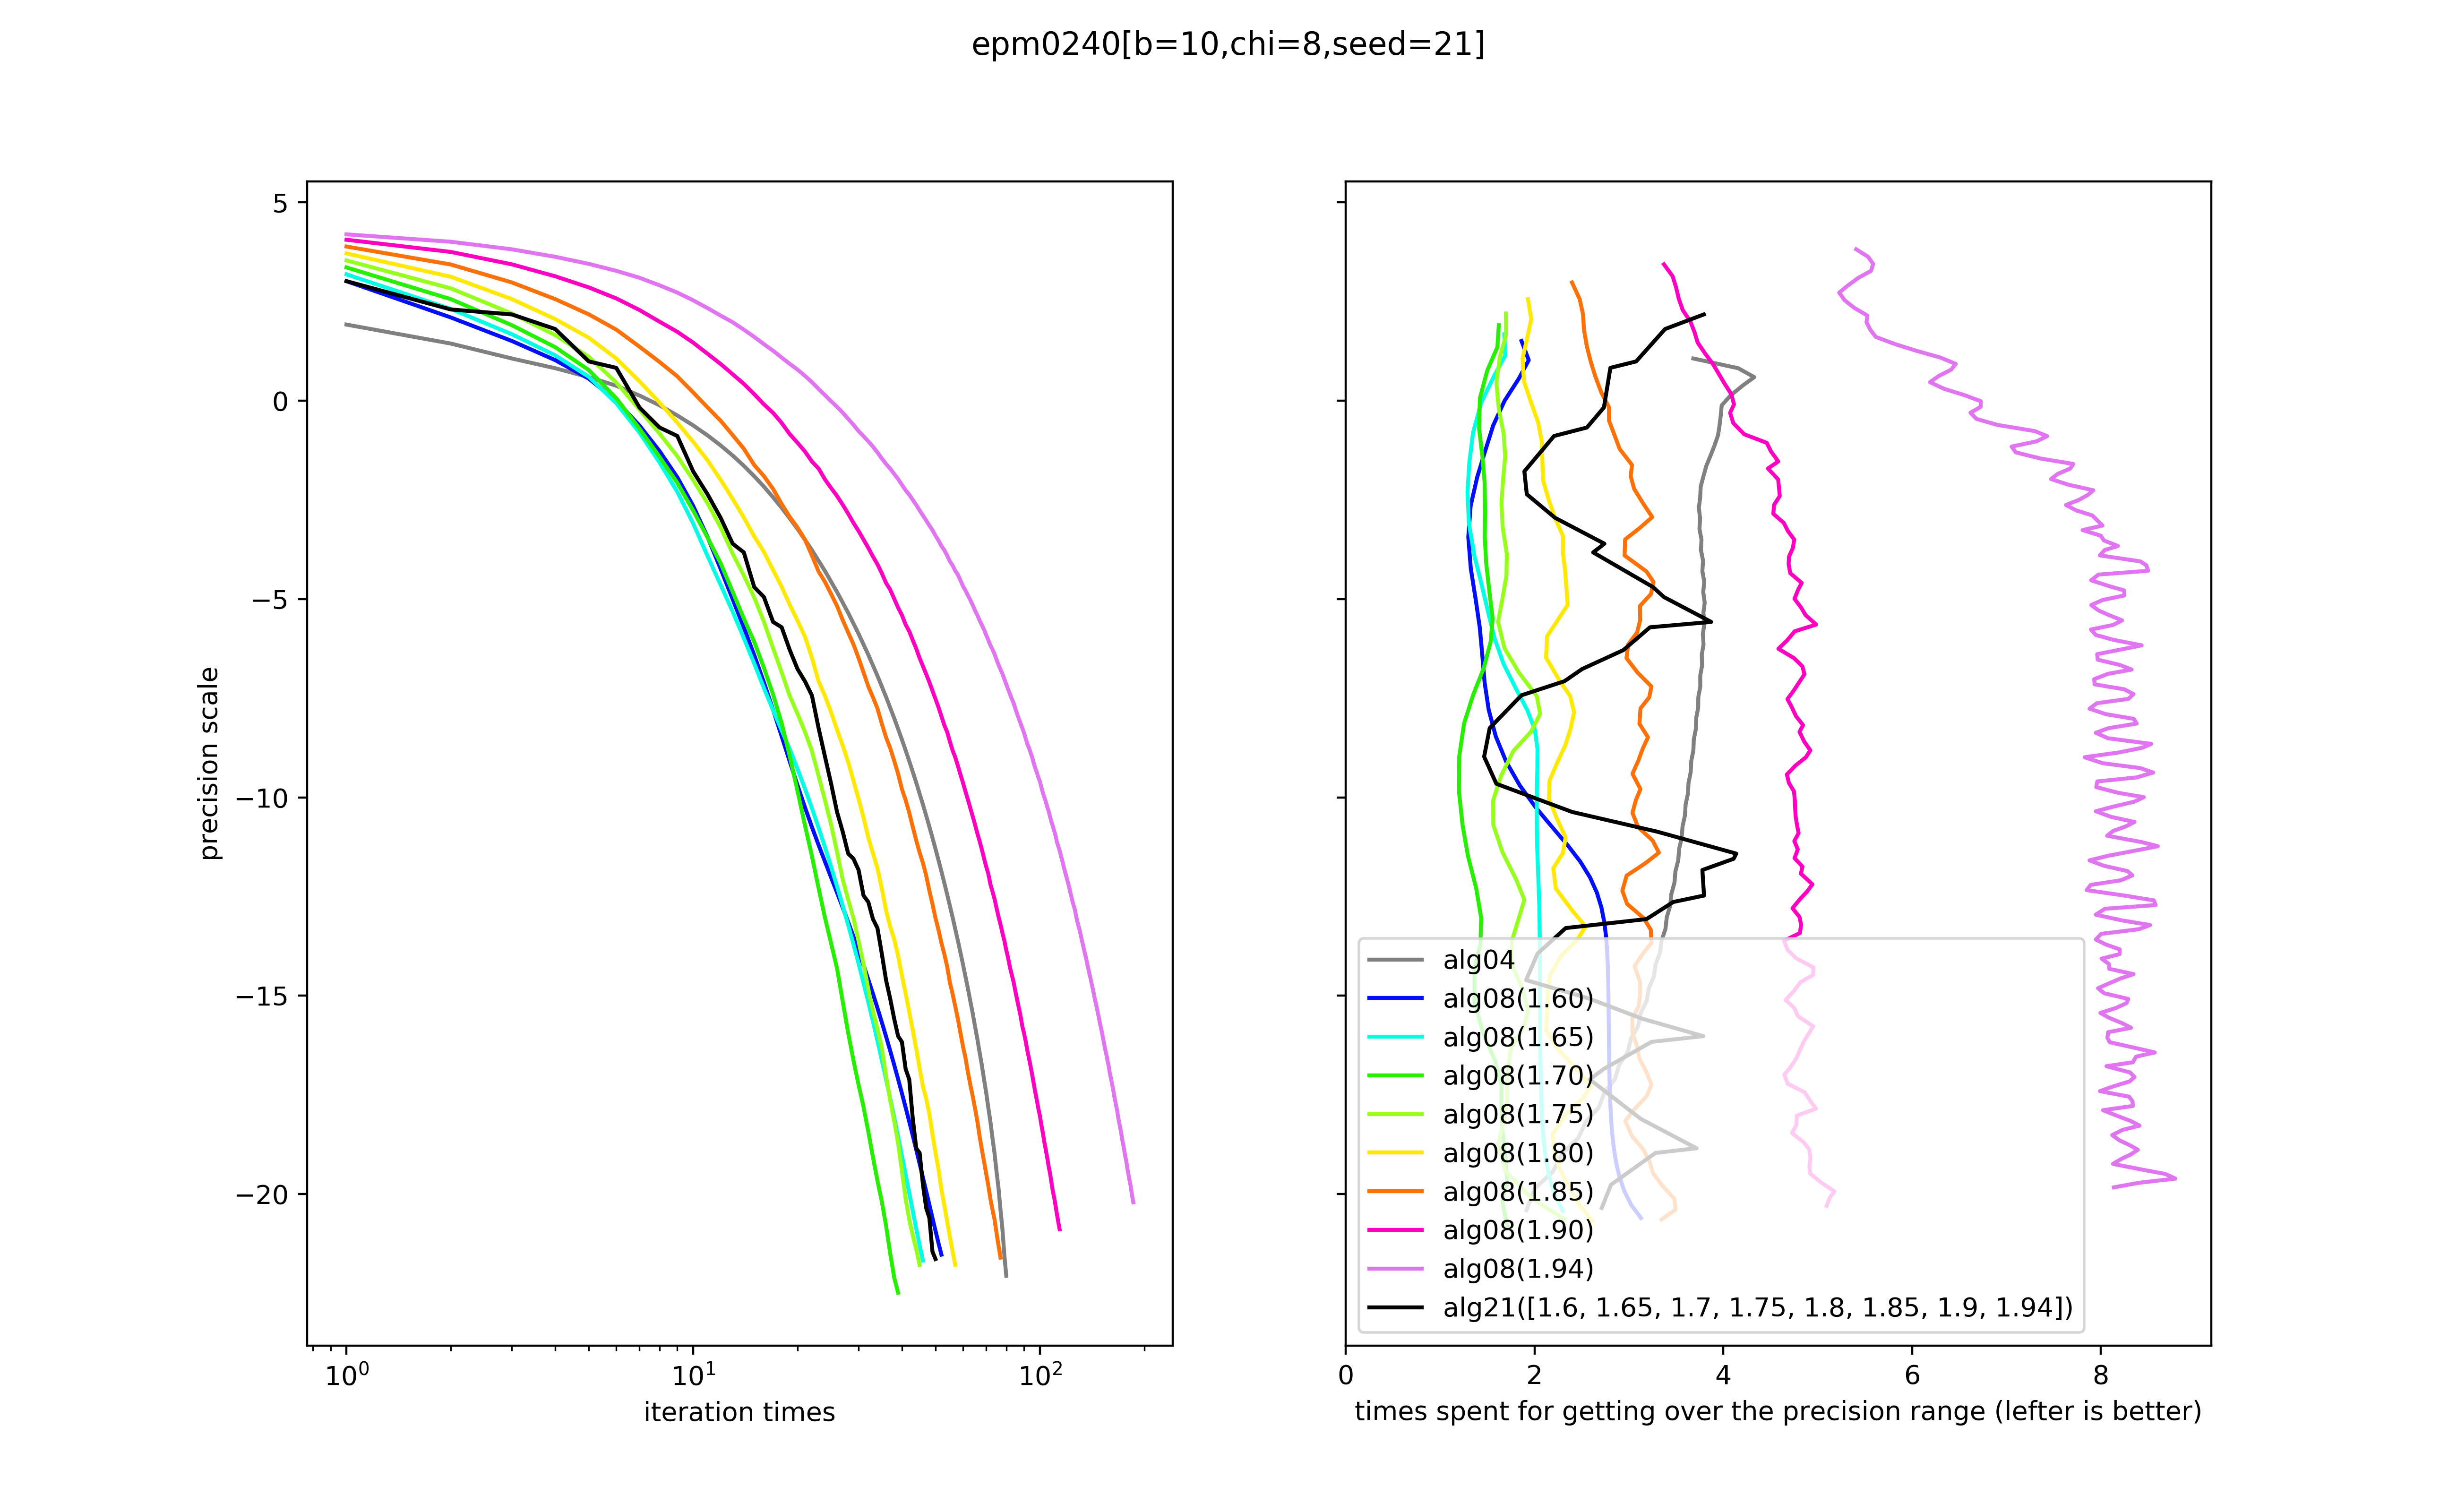 epm0240[b=10,chi=8,seed=21]
precision scale
5
0
−5
−10
−15
−20
10⁰
10¹
10²
iteration times
alg04
alg08(1.60)
alg08(1.65)
alg08(1.70)
alg08(1.75)
alg08(1.80)
alg08(1.85)
alg08(1.90)
alg08(1.94)
alg21([1.6, 1.65, 1.7, 1.75, 1.8, 1.85, 1.9, 1.94])
0
2
4
6
8
times spent for getting over the precision range (lefter is better)